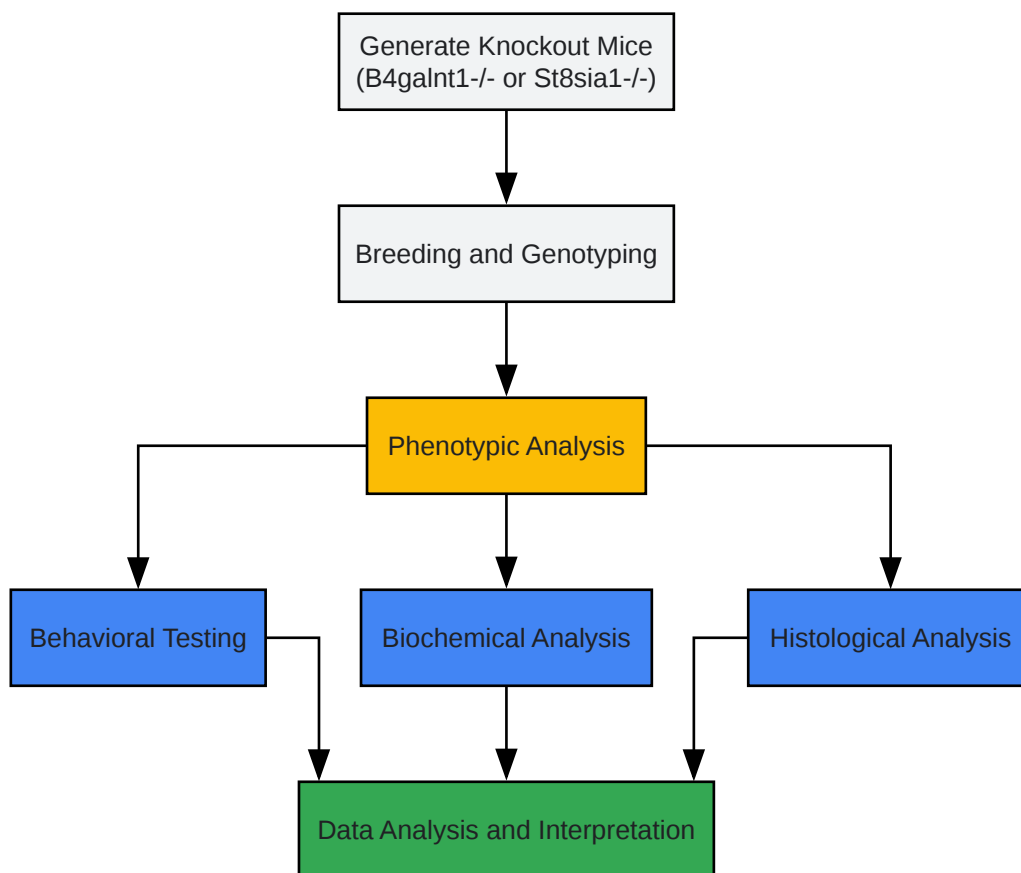 Generate Knockout Mice
(B4galnt1-/- or St8sia1-/-)
Breeding and Genotyping
Phenotypic Analysis
Behavioral Testing
Biochemical Analysis
Histological Analysis
Data Analysis and Interpretation